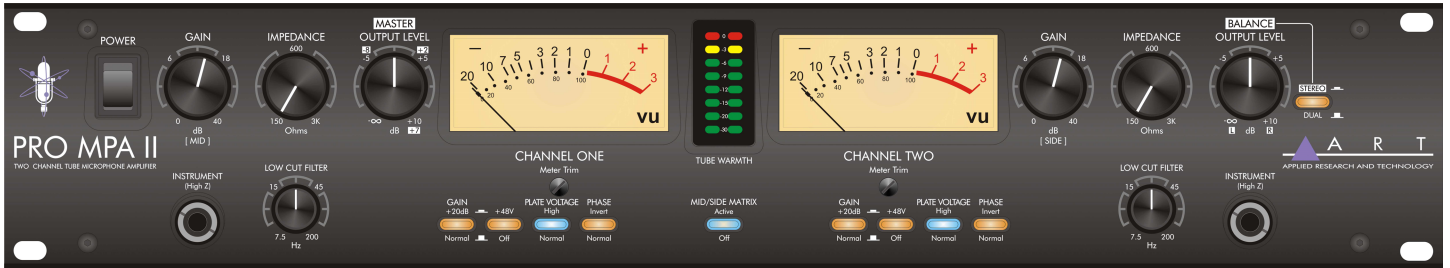 POWER
GAIN
6
18
0
40
dB
[ MID ]
IMPEDANCE
600
150
3K
Ohms
MASTER
OUTPUT LEVEL
-8
+2
-5
+5
-∞
+10
dB
+7
- +
20 10 7 5 3 2 1 0 1 2 3
0 20 40 60 80 100
vu
0
-3
-6
-9
-12
-15
-20
-30
TUBE WARMTH
- +
20 10 7 5 3 2 1 0 1 2 3
0 20 40 60 80 100
vu
GAIN
6
18
0
40
dB
[ SIDE ]
IMPEDANCE
600
150
3K
Ohms
BALANCE
OUTPUT LEVEL
-5
+5
-∞
+10
L
dB
R
STEREO
DUAL
PRO MPA II
TWO CHANNEL TUBE MICROPHONE AMPLIFIER
INSTRUMENT
(High Z)
LOW CUT FILTER
15
45
7.5
200
Hz
CHANNEL ONE
Meter Trim
GAIN
+20dB
Normal
+48V
Off
PLATE VOLTAGE
High
Normal
PHASE
Invert
Normal
MID/SIDE MATRIX
Active
Off
CHANNEL TWO
Meter Trim
GAIN
+20dB
Normal
+48V
Off
PLATE VOLTAGE
High
Normal
PHASE
Invert
Normal
LOW CUT FILTER
15
45
7.5
200
Hz
INSTRUMENT
(High Z)
ART
APPLIED RESEARCH AND TECHNOLOGY